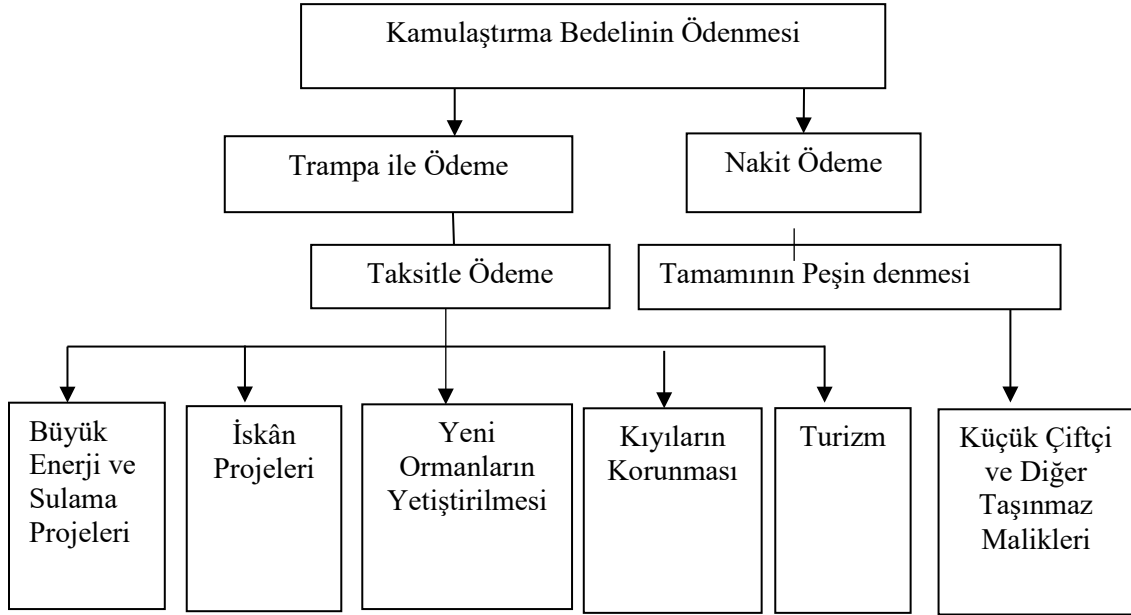 Kamulaştırma Bedelinin Ödenmesi
Trampa ile Ödeme
Nakit Ödeme
Taksitle Ödeme
Tamamının Peşin denmesi
Büyük
Enerji ve
Sulama
Projeleri
İskân
Projeleri
Yeni
Ormanların
Yetiştirilmesi
Kıyıların
Korunması
Turizm
Küçük Çiftçi
ve Diğer
Taşınmaz
Malikleri